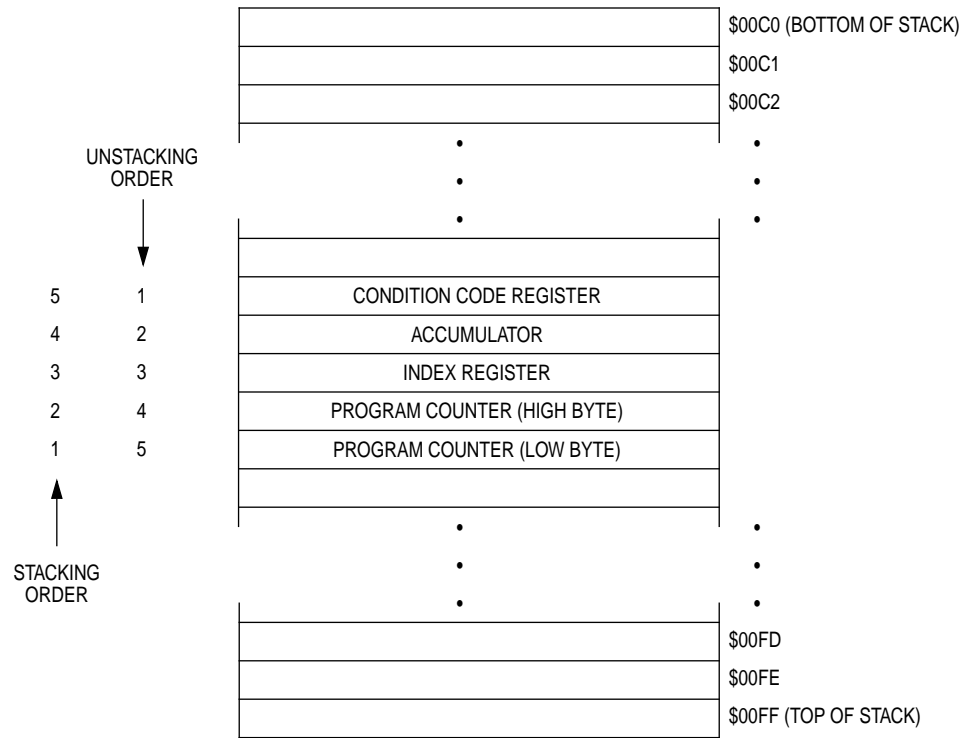 $00C0 (BOTTOM OF STACK)
$00C1
$00C2
UNSTACKING
ORDER
5 1 CONDITION CODE REGISTER
4 2 ACCUMULATOR
3 3 INDEX REGISTER
2 4 PROGRAM COUNTER (HIGH BYTE)
1 5 PROGRAM COUNTER (LOW BYTE)
STACKING
ORDER
$00FD
$00FE
$00FF (TOP OF STACK)